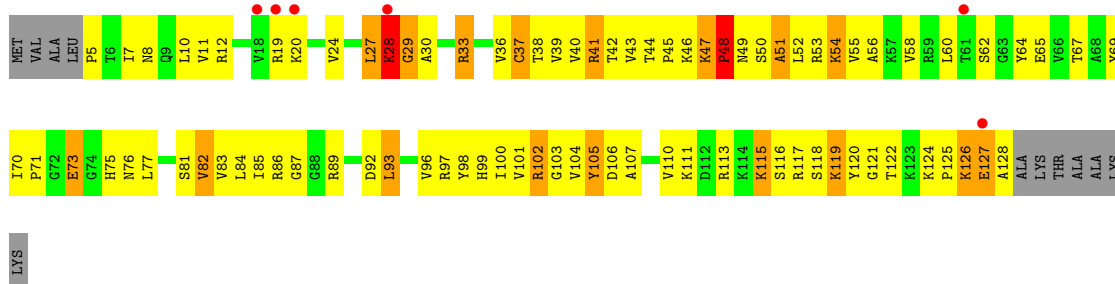 MET VAL ALA LEU P5 T6 I7 N8 Q9 L10 V11 R12 V18 R19 K20 V24 L27 K28 G29 A30 R33 V36 C37 T38 V39 V40 R41 T42 V43 T44 P45 K46 K47 P48 N49 S50 A51 L52 R53 K54 V55 A56 K57 V58 R59 L60 T61 S62 G63 Y64 E65 V66 T67 A68 Y69
I70 P71 G72 E73 G74 H75 N76 L77 S81 V82 V83 L84 I85 R86 G87 G88 R89 D92 L93 V96 R97 Y98 H99 I100 V101 R102 G103 V104 Y105 D106 A107 V110 K111 D112 R113 K114 K115 S116 R117 S118 K119 Y120 G121 T122 K123 K124 P125 K126 E127 A128 ALA LYS THR ALA ALA LYS
LYS